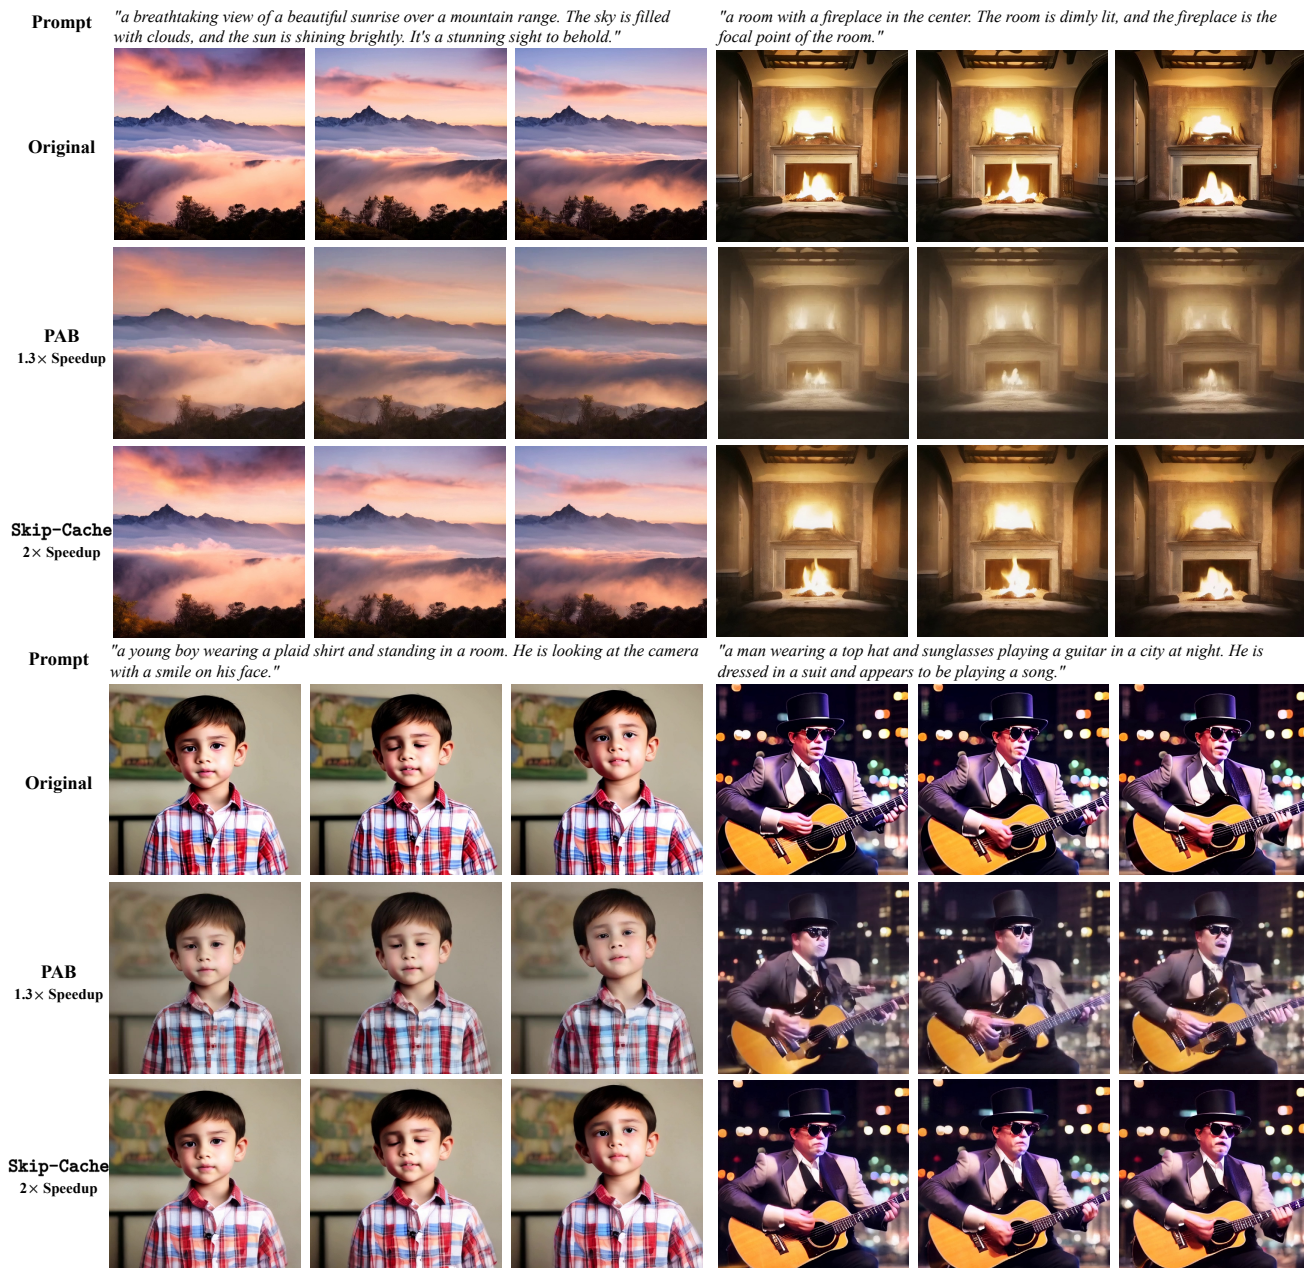 Prompt
"a breathtaking view of a beautiful sunrise over a mountain range. The sky is filled
with clouds, and the sun is shining brightly. It's a stunning sight to behold."
"a room with a fireplace in the center. The room is dimly lit, and the fireplace is the
focal point of the room."
Original
PAB
1.3× Speedup
Skip-Cache
2× Speedup
Prompt
"a young boy wearing a plaid shirt and standing in a room. He is looking at the camera
with a smile on his face."
"a man wearing a top hat and sunglasses playing a guitar in a city at night. He is
dressed in a suit and appears to be playing a song."
Original
PAB
1.3× Speedup
Skip-Cache
2× Speedup